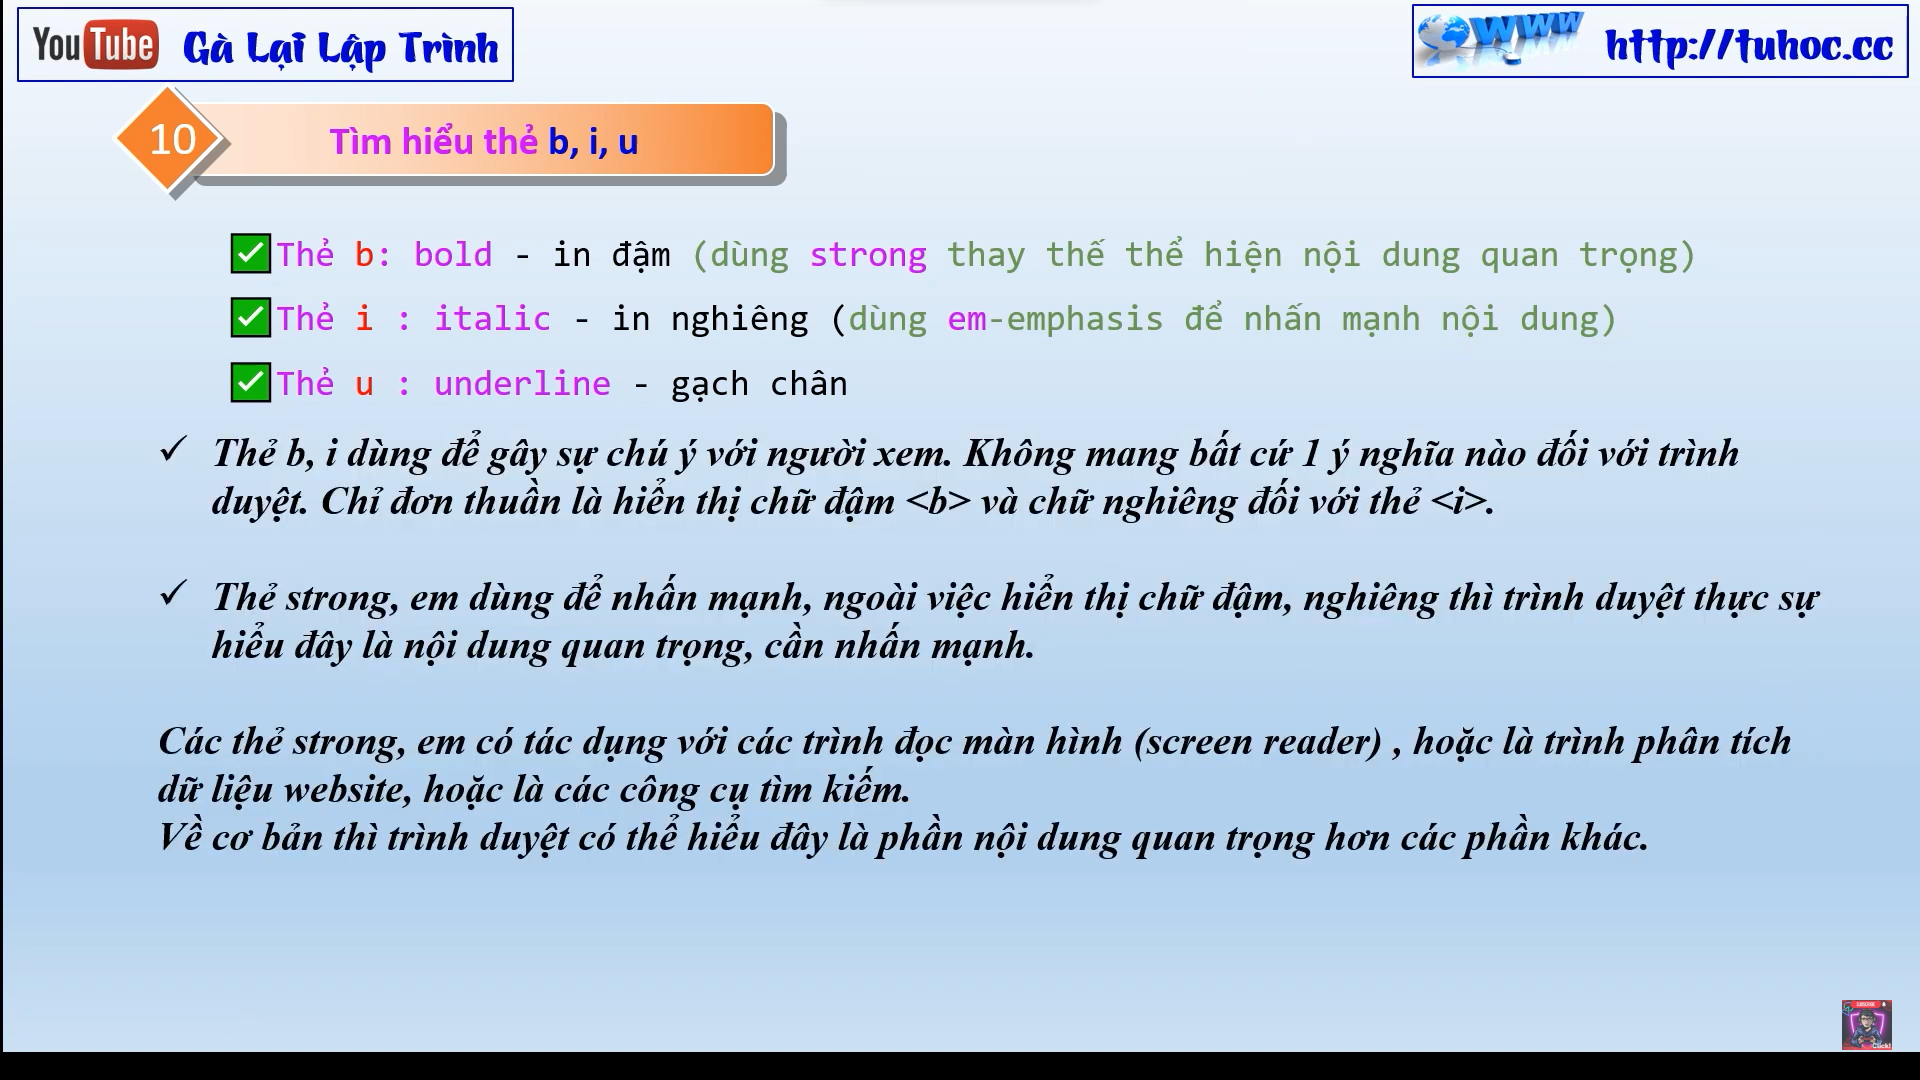 YouTube Gà Lại Lập Trình
WWW http://tuhoc.cc
10 Tìm hiểu thẻ b, i, u
Thẻ b: bold - in đậm (dùng strong thay thế thể hiện nội dung quan trọng)
Thẻ i : italic - in nghiêng (dùng em-emphasis để nhấn mạnh nội dung)
Thẻ u : underline - gạch chân
Thẻ b, i dùng để gây sự chú ý với người xem. Không mang bất cứ 1 ý nghĩa nào đối với trình
duyệt. Chỉ đơn thuần là hiển thị chữ đậm <b> và chữ nghiêng đối với thẻ <i>.
Thẻ strong, em dùng để nhấn mạnh, ngoài việc hiển thị chữ đậm, nghiêng thì trình duyệt thực sự
hiểu đây là nội dung quan trọng, cần nhấn mạnh.
Các thẻ strong, em có tác dụng với các trình đọc màn hình (screen reader) , hoặc là trình phân tích
dữ liệu website, hoặc là các công cụ tìm kiếm.
Về cơ bản thì trình duyệt có thể hiểu đây là phần nội dung quan trọng hơn các phần khác.
SUBSCRIBE
Click!